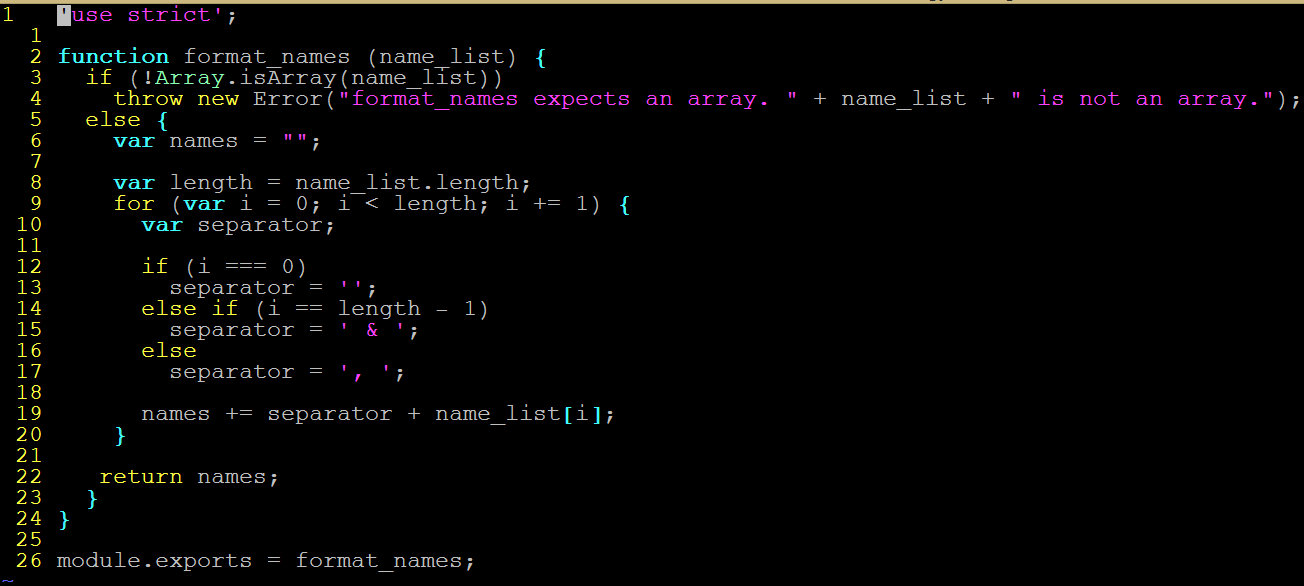 1   'use strict';
  1
  2 function format_names (name_list) {
  3   if (!Array.isArray(name_list))
  4     throw new Error("format_names expects an array. " + name_list + " is not an array.");
  5   else {
  6     var names = "";
  7
  8     var length = name_list.length;
  9     for (var i = 0; i < length; i += 1) {
 10       var separator;
 11
 12       if (i === 0)
 13         separator = '';
 14       else if (i == length - 1)
 15         separator = ' & ';
 16       else
 17         separator = ', ';
 18
 19       names += separator + name_list[i];
 20     }
 21
 22    return names;
 23   }
 24 }
 25
 26 module.exports = format_names;
~